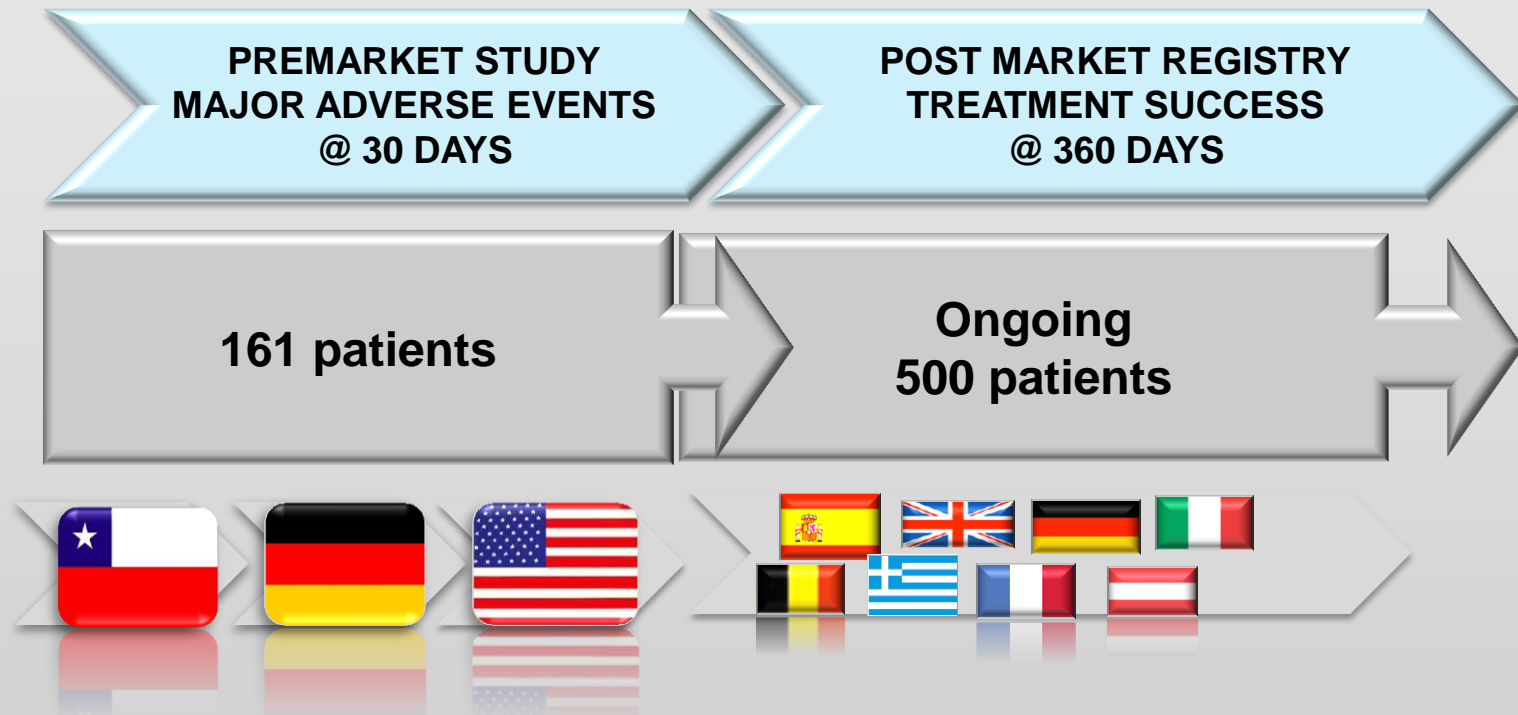 PREMARKET STUDY
MAJOR ADVERSE EVENTS
@ 30 DAYS
POST MARKET REGISTRY
TREATMENT SUCCESS
@ 360 DAYS
161 patients
Ongoing
500 patients